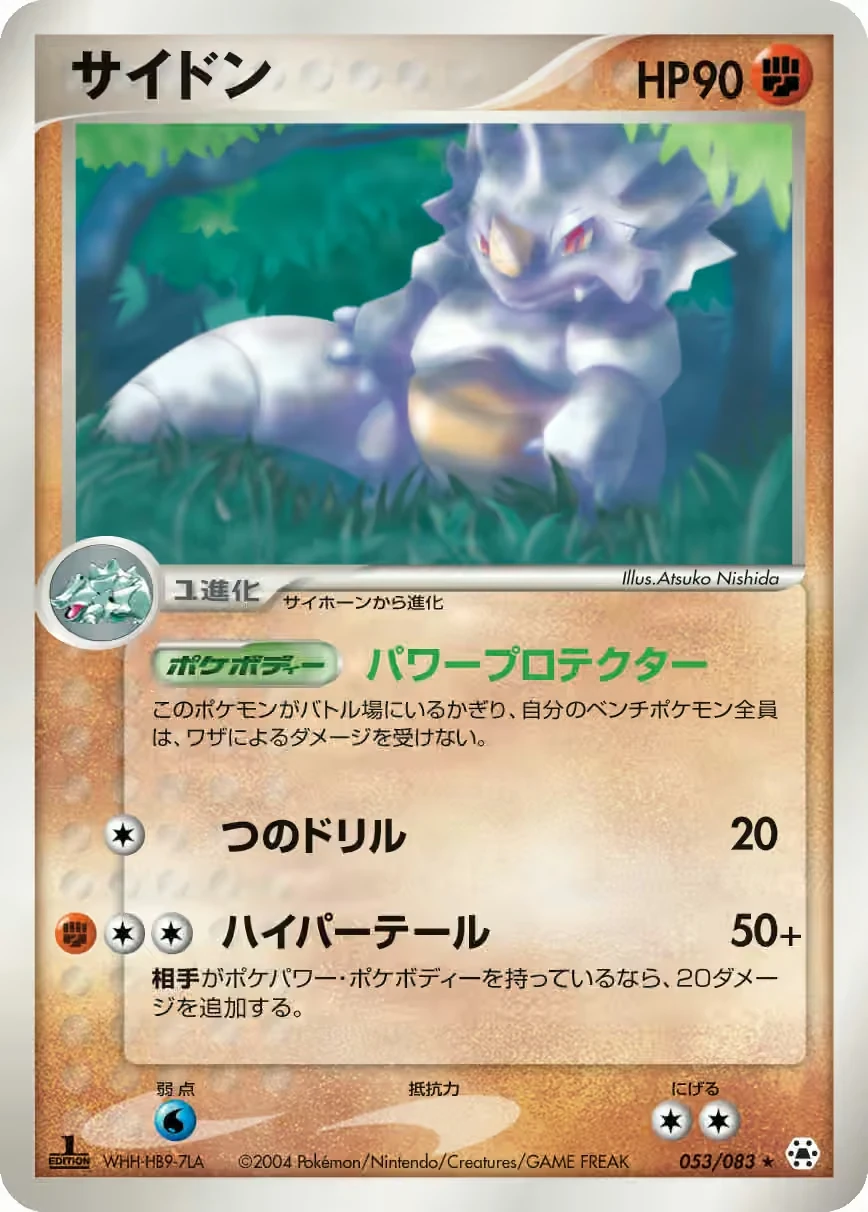 サイドン
HP90
Illus.Atsuko Nishida
1進化
サイホーンから進化
ポケボディー パワープロテクター
このポケモンがバトル場にいるかぎり、自分のベンチポケモン全員
は、ワザによるダメージを受けない。
つのドリル 20
ハイパーテール 50+
相手がポケパワー・ポケボディーを持っているなら、20ダメー
ジを追加する。
弱点 抵抗力 にげる
1 EDITION WHH-HB9-7LA ©2004 Pokémon/Nintendo/Creatures/GAME FREAK 053/083 ★